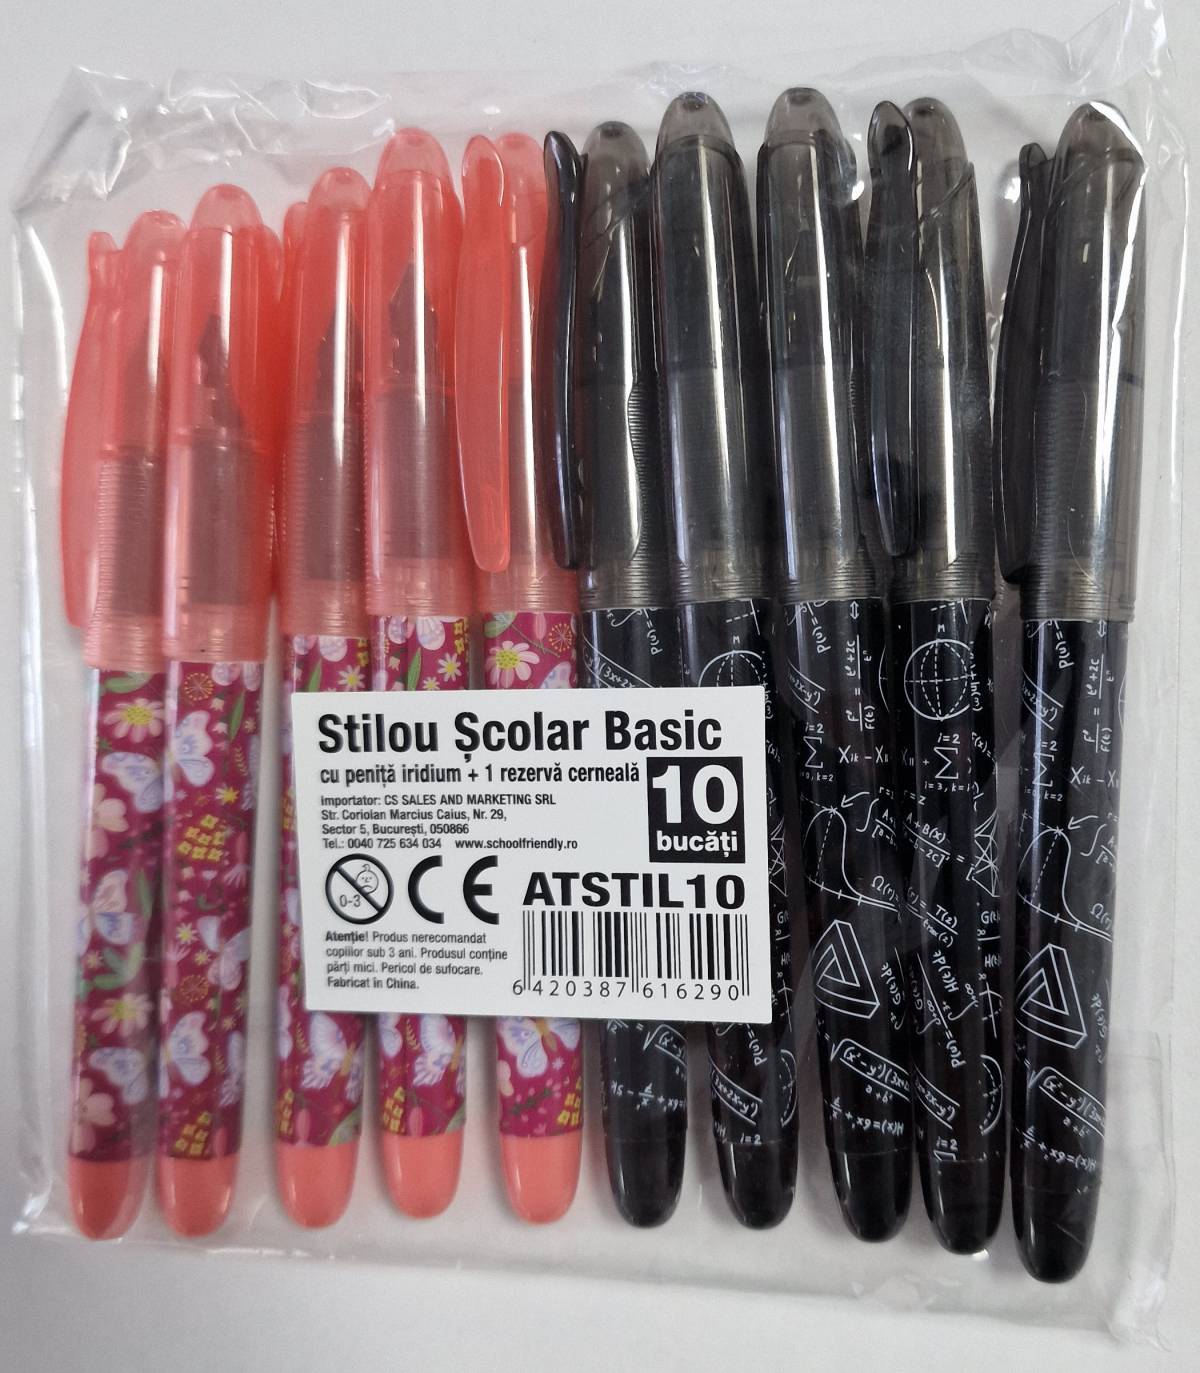 Stilou Școlar Basic
cu peniță iridium + 1 rezervă cerneală
Importator: CS SALES AND MARKETING SRL
Str. Coriolan Marcius Caius, Nr. 29,
Sector 5, București, 050866
Tel.: 0040 725 634 034 www.schoolfriendly.ro
10
bucăți
0-3
CE
ATSTIL10
Atenție! Produs nerecomandat
copiilor sub 3 ani. Produsul conține
părți mici. Pericol de sufocare.
Fabricat în China.
6 420387 616290